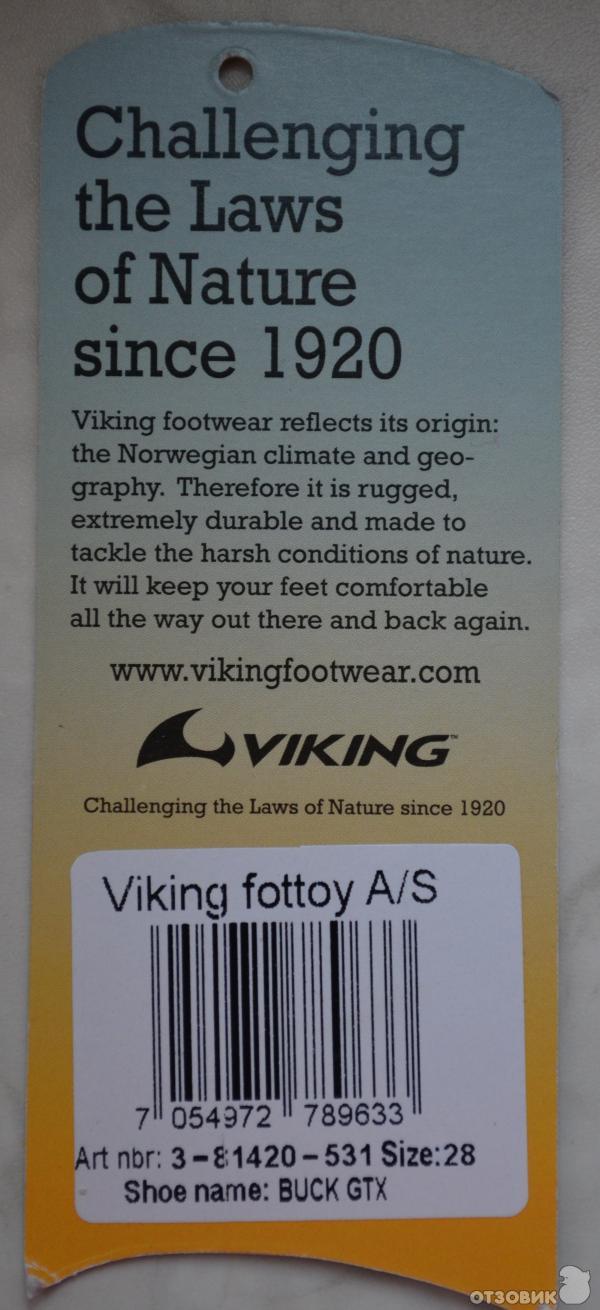 Challenging
the Laws
of Nature
since 1920
Viking footwear reflects its origin:
the Norwegian climate and geo-
graphy. Therefore it is rugged,
extremely durable and made to
tackle the harsh conditions of nature.
It will keep your feet comfortable
all the way out there and back again.
www.vikingfootwear.com
VIKING™
Challenging the Laws of Nature since 1920
Viking fottoy A/S
7 054972 789633
Art nbr: 3-81420-531 Size:28
Shoe name: BUCK GTX
ОТЗОВИК